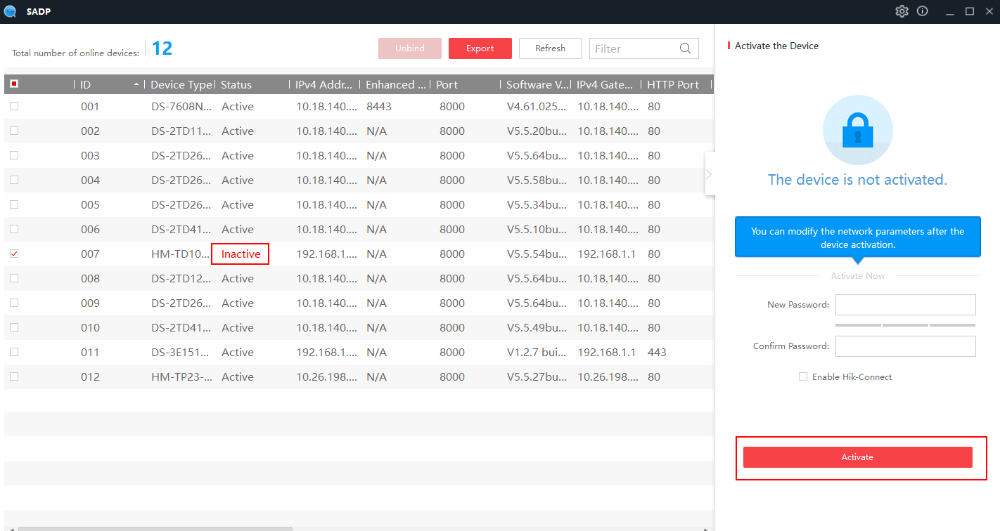 SADP
Total number of online devices: 12
Unbind Export Refresh Filter
ID Device Type Status IPv4 Addr... Enhanced ... Port Software V... IPv4 Gate... HTTP Port
001 DS-7608N... Active 10.18.140.... 8443 8000 V4.61.025... 10.18.140.... 80
002 DS-2TD11... Active 10.18.140.... N/A 8000 V5.5.20bu... 10.18.140.... 80
003 DS-2TD26... Active 10.18.140.... N/A 8000 V5.5.64bu... 10.18.140.... 80
004 DS-2TD26... Active 10.18.140.... N/A 8000 V5.5.58bu... 10.18.140.... 80
005 DS-2TD26... Active 10.18.140.... N/A 8000 V5.5.34bu... 10.18.140.... 80
006 DS-2TD41... Active 10.18.140.... N/A 8000 V5.5.10bu... 10.18.140.... 80
007 HM-TD10... Inactive 192.168.1.... N/A 8000 V5.5.54bu... 192.168.1.1 80
008 DS-2TD12... Active 10.18.140.... N/A 8000 V5.5.64bu... 10.18.140.... 80
009 DS-2TD26... Active 10.18.140.... N/A 8000 V5.5.64bu... 10.18.140.... 80
010 DS-2TD41... Active 10.18.140.... N/A 8000 V5.5.49bu... 10.18.140.... 80
011 DS-3E151... Active 192.168.1.... N/A 8000 V1.2.7 bui... 192.168.1.1 443
012 HM-TP23-... Active 10.26.198.... N/A 8000 V5.5.27bu... 10.26.198.... 80
Activate the Device
The device is not activated.
You can modify the network parameters after the
device activation.
Activate Now
New Password:
Confirm Password:
Enable Hik-Connect
Activate